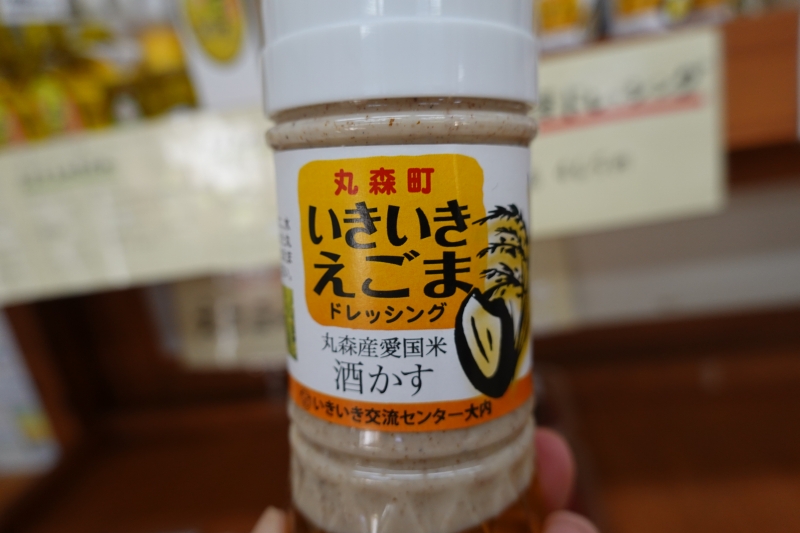 丸森町
いきいき
えごま
ドレッシング
丸森産愛国米
酒かす
いきいき交流センター大内